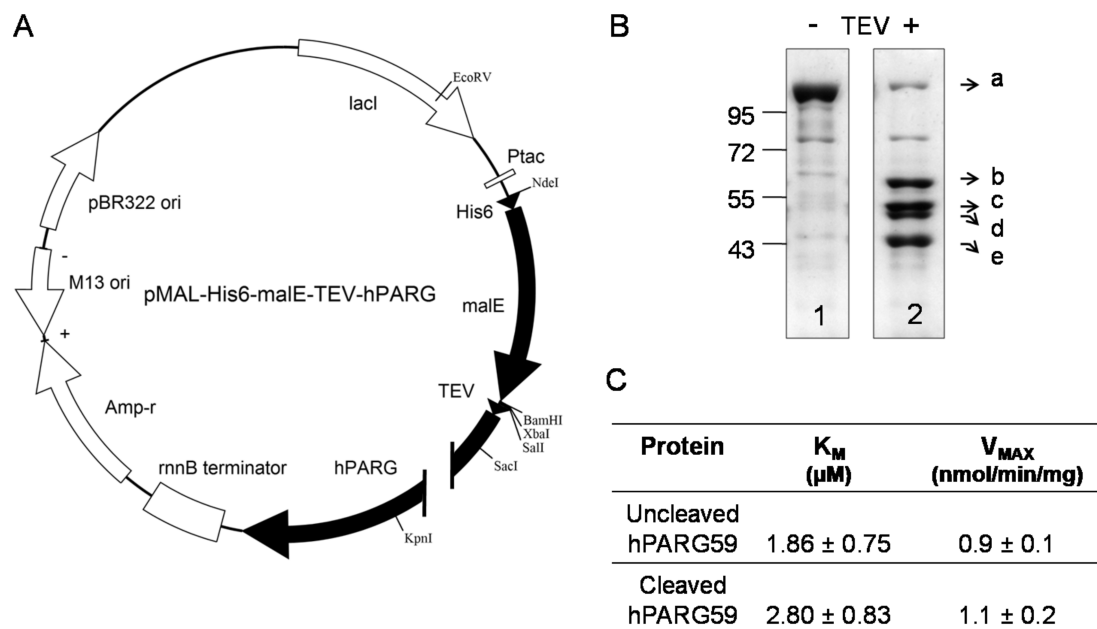 A
EcoRV
lacI
Ptac
NdeI
His6
pBR322 ori
-
M13 ori
+
pMAL-His6-malE-TEV-hPARG
malE
TEV
BamHI
XbaI
SalI
SacI
Amp-r
rnnB terminator
hPARG
KpnI
B
- TEV +
95
72
55
43
a
b
c
d
e
1
2
C
Protein K_M (µM) V_MAX (nmol/min/mg)
Uncleaved
hPARG59 1.86 ± 0.75 0.9 ± 0.1
Cleaved
hPARG59 2.80 ± 0.83 1.1 ± 0.2